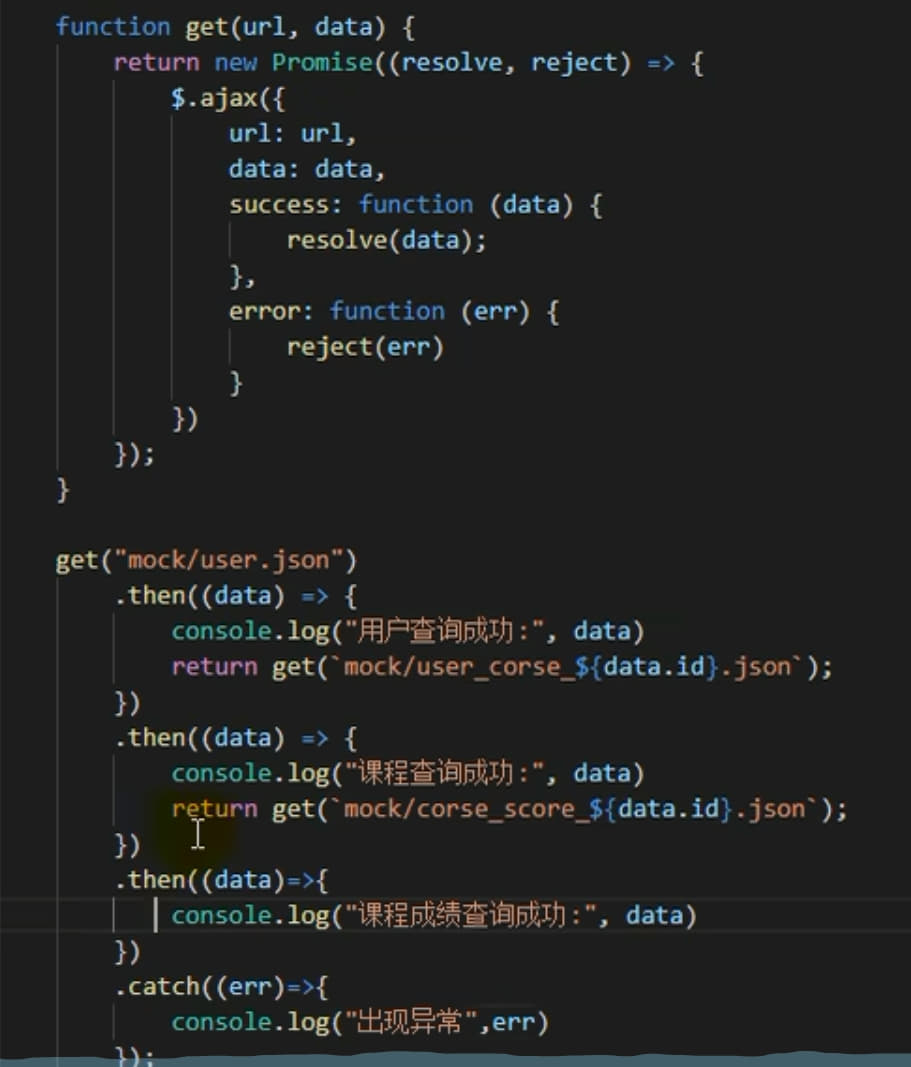 function get(url, data) {
return new Promise((resolve, reject) => {
$.ajax({
url: url,
data: data,
success: function (data) {
resolve(data);
},
error: function (err) {
reject(err)
}
})
});
}
get("mock/user.json")
.then((data) => {
console.log("用户查询成功:", data)
return get(`mock/user_corse_${data.id}.json`);
})
.then((data) => {
console.log("课程查询成功:", data)
return get(`mock/corse_score_${data.id}.json`);
})
.then((data)=>{
console.log("课程成绩查询成功:", data)
})
.catch((err)=>{
console.log("出现异常",err)
});